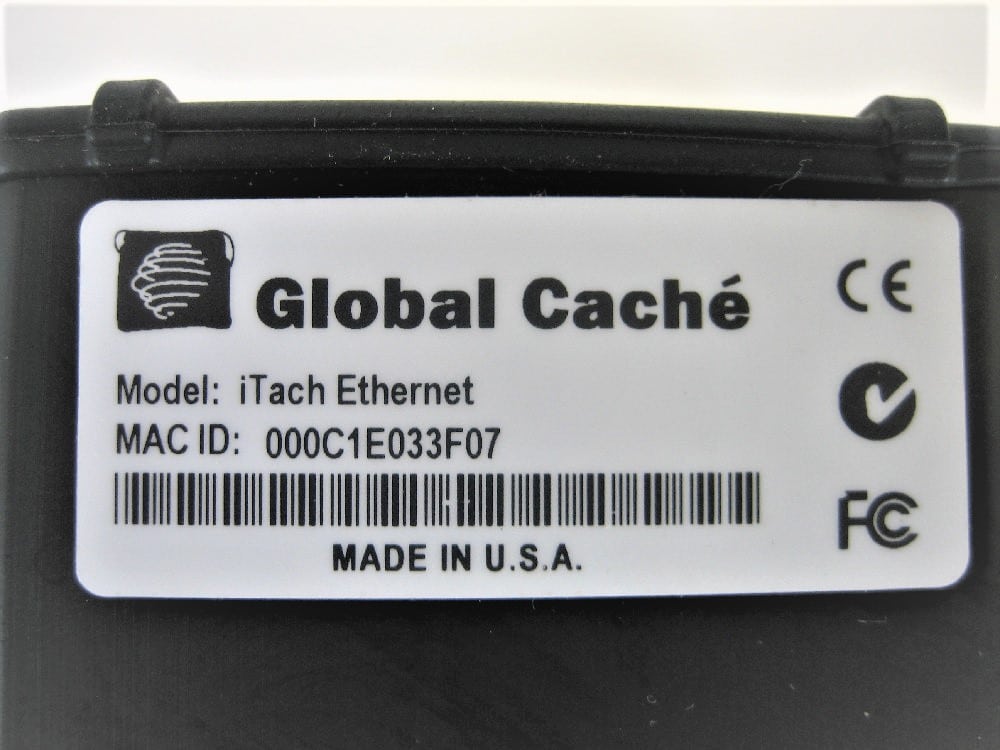 Global Caché
Model: iTach Ethernet
MAC ID: 000C1E033F07
MADE IN U.S.A.
CE
FC